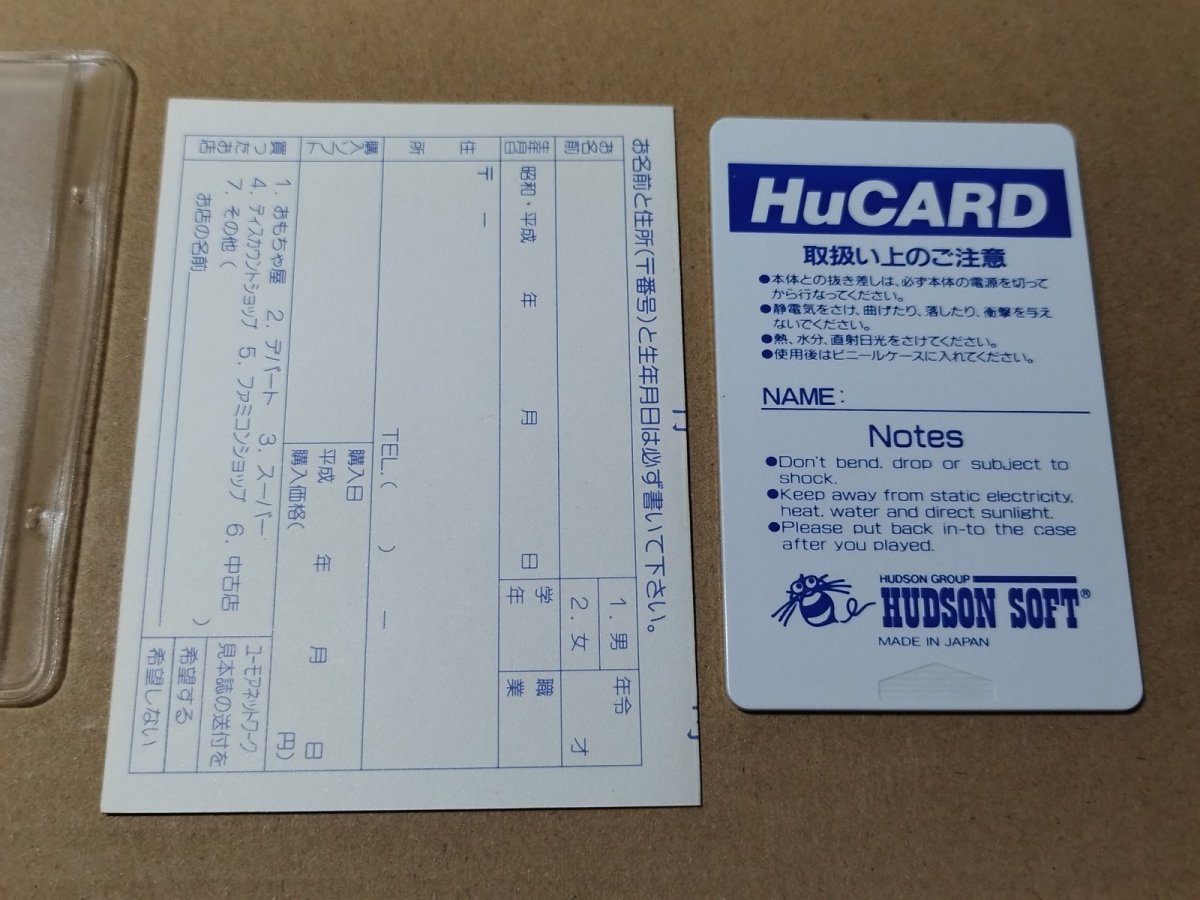 お名前と住所(〒番号)と生年月日は必ず書いて下さい。
お名前
1.男
2.女
年令
才
生年月日
昭和・平成 年 月 日
学年
職業
住所
〒 −
TEL.( ) −
購入ソフト
購入日
平成 年 月 日
購入価格( 円)
買ったお店
1.おもちゃ屋 2.デパート 3.スーパー
4.ディスカウントショップ 5.ファミコンショップ 6.中古店
7.その他( )
お店の名前
ユーモアネットワーク
見本誌の送付を
希望する
希望しない
HuCARD
取扱い上のご注意
●本体との抜き差しは、必ず本体の電源を切って
から行なってください。
●静電気をさけ、曲げたり、落したり、衝撃を与え
ないでください。
●熱、水分、直射日光をさけてください。
●使用後はビニールケースに入れてください。
NAME:
Notes
●Don't bend, drop or subject to
shock.
●Keep away from static electricity,
heat, water and direct sunlight.
●Please put back in-to the case
after you played.
HUDSON GROUP
HUDSON SOFT®
MADE IN JAPAN